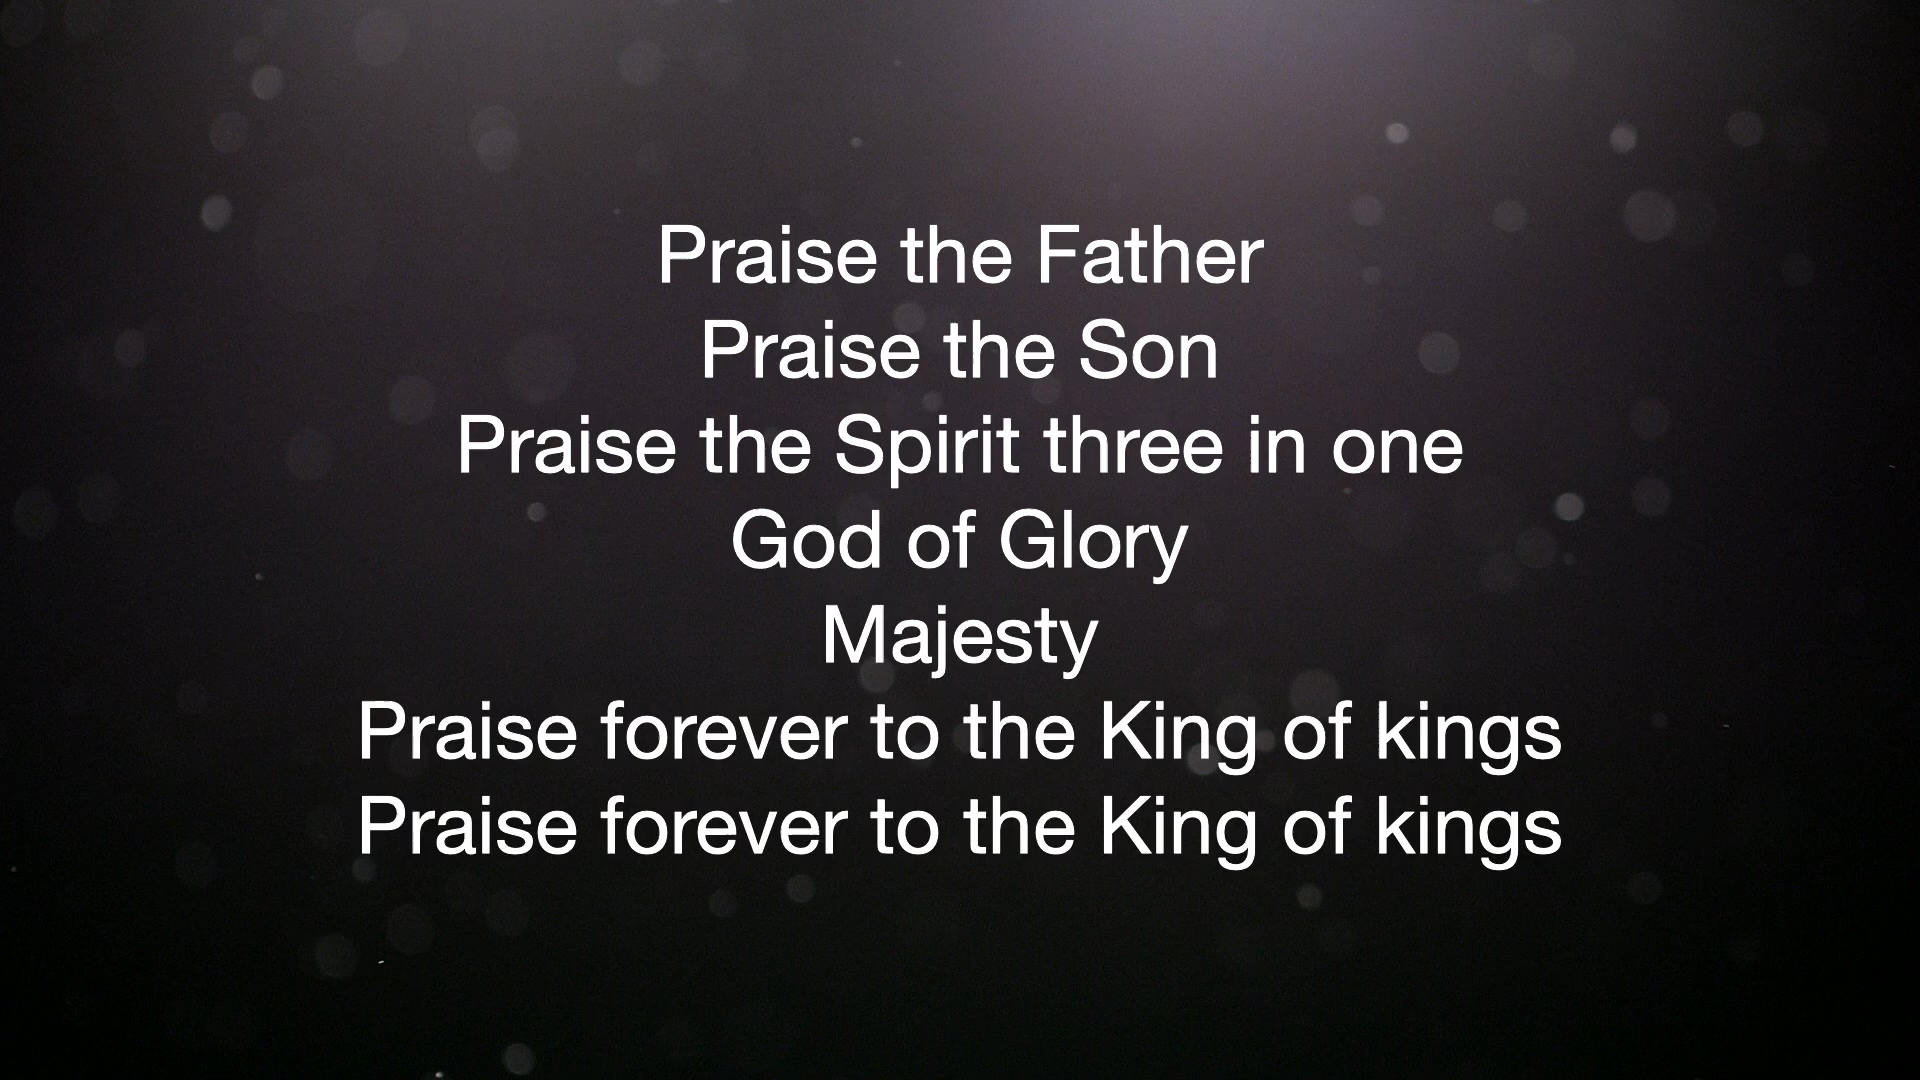 Praise the Father
Praise the Son
Praise the Spirit three in one
God of Glory
Majesty
Praise forever to the King of kings
Praise forever to the King of kings